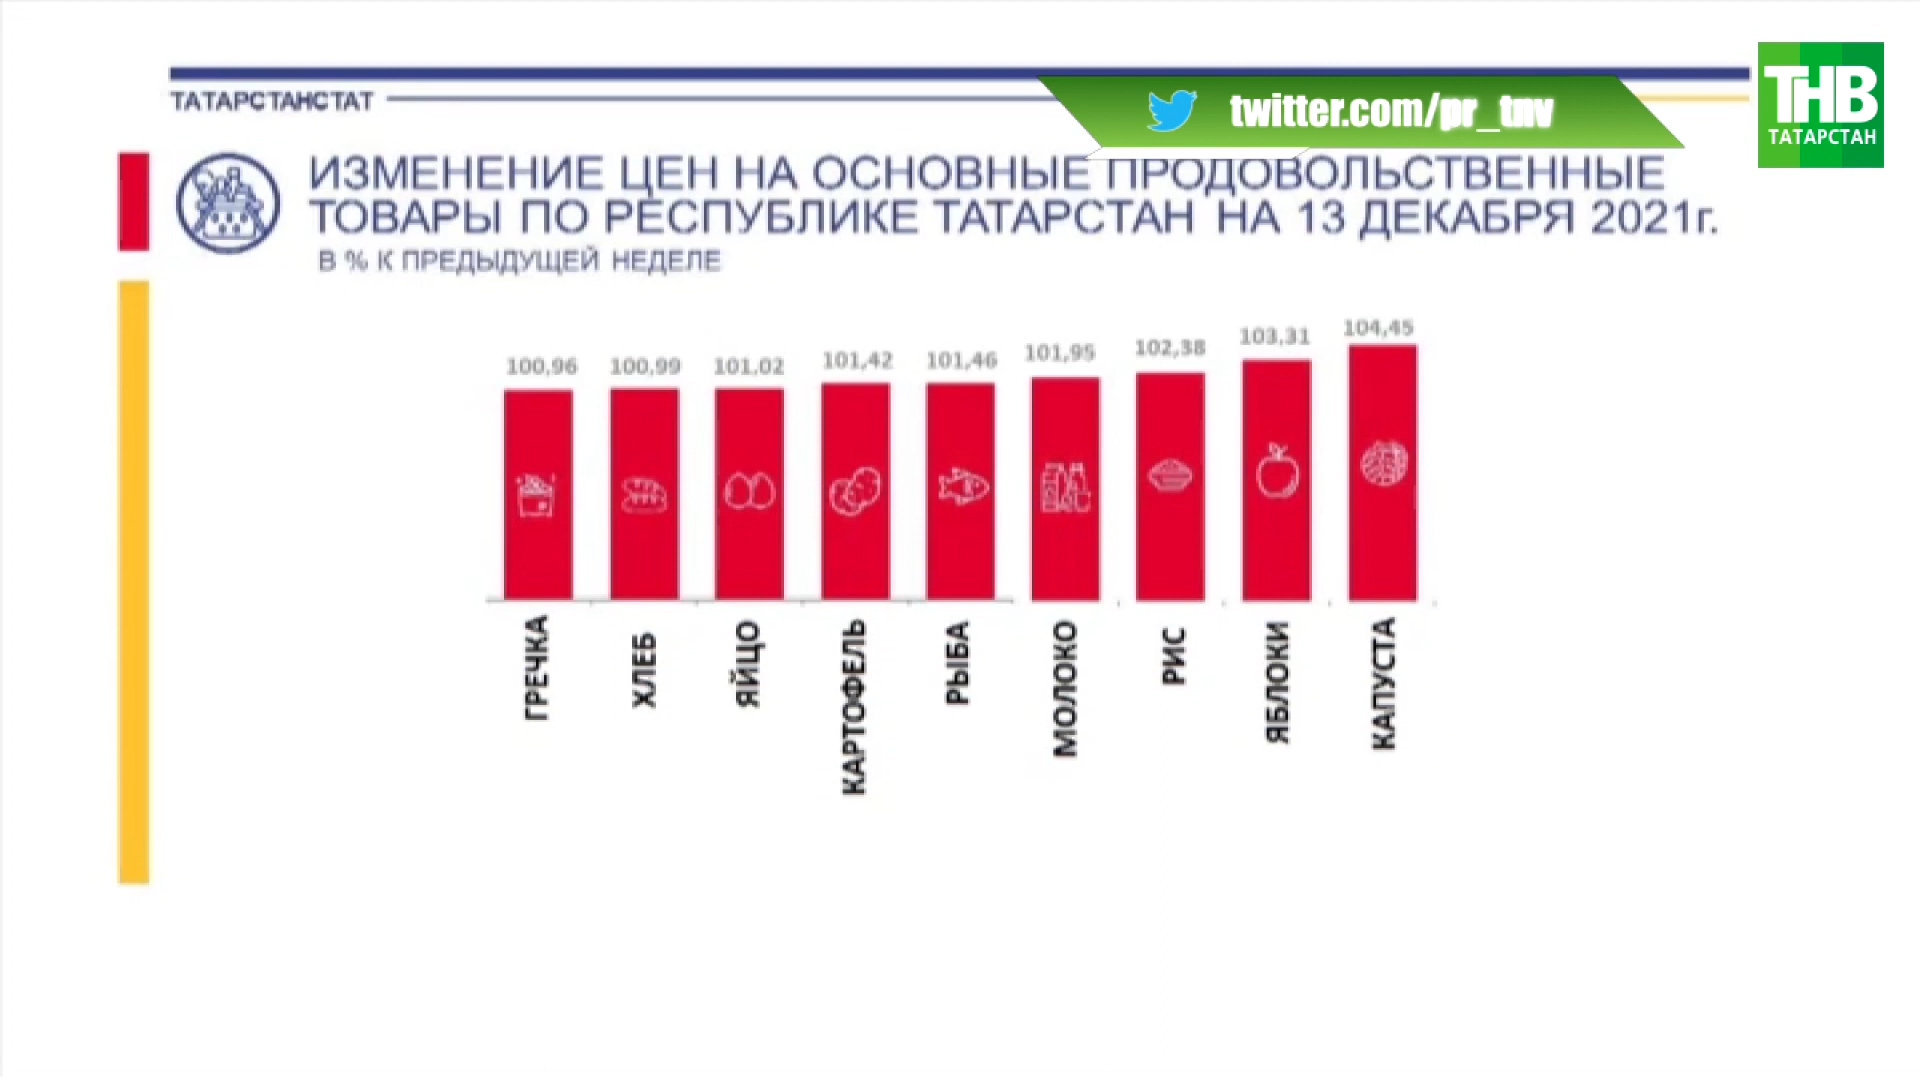 ТАТАРСТАНСТАТ
twitter.com/pr_tnv
ТНВ
ТАТАРСТАН
ИЗМЕНЕНИЕ ЦЕН НА ОСНОВНЫЕ ПРОДОВОЛЬСТВЕННЫЕ
ТОВАРЫ ПО РЕСПУБЛИКЕ ТАТАРСТАН НА 13 ДЕКАБРЯ 2021г.
В % К ПРЕДЫДУЩЕЙ НЕДЕЛЕ
100,96 100,99 101,02 101,42 101,46 101,95 102,38 103,31 104,45
ГРЕЧКА
ХЛЕБ
ЯЙЦО
КАРТОФЕЛЬ
РЫБА
МОЛОКО
РИС
ЯБЛОКИ
КАПУСТА